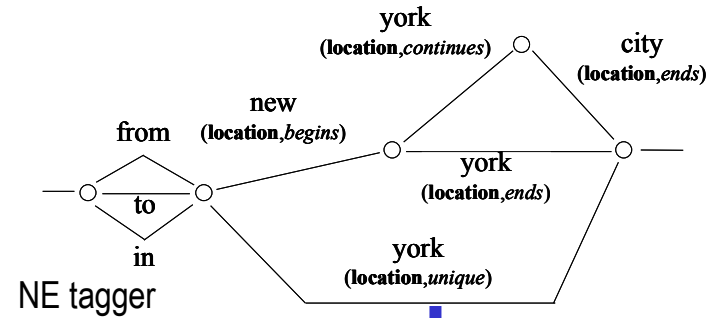 york
(location,continues)
city
(location,ends)
new
(location,begins)
from
to
in
york
(location,ends)
york
(location,unique)
NE tagger